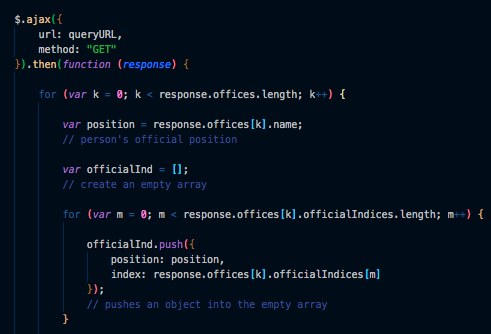 $.ajax({
    url: queryURL,
    method: "GET"
}).then(function (response) {
    for (var k = 0; k < response.offices.length; k++) {
        var position = response.offices[k].name;
        // person's official position
        var officialInd = [];
        // create an empty array
        for (var m = 0; m < response.offices[k].officialIndices.length; m++) {
            officialInd.push({
                position: position,
                index: response.offices[k].officialIndices[m]
            });
            // pushes an object into the empty array
        }